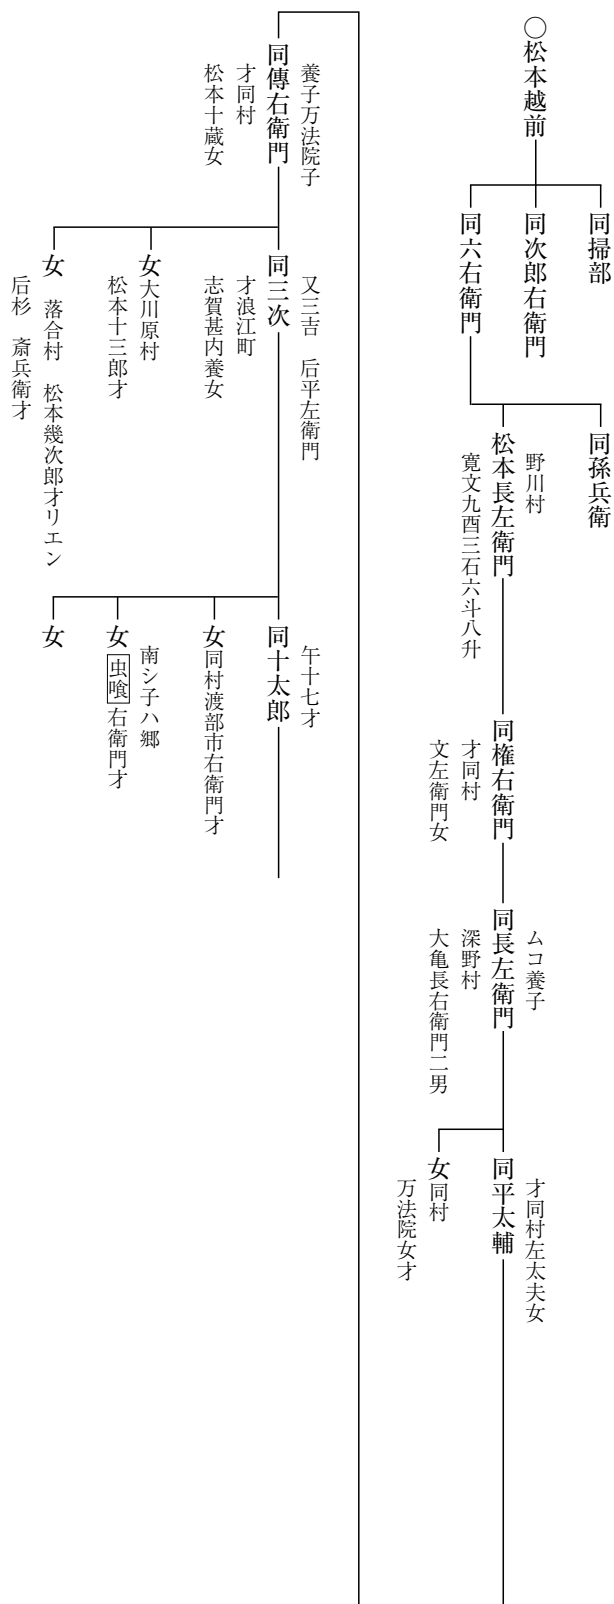 ○松本越前
同掃部
同次郎右衛門
同六右衛門
同孫兵衛
野川村
松本長左衛門
寛文九酉三石六斗八升
同権右衛門
才同村
文左衛門女
ムコ養子
同長左衛門
深野村
大亀長右衛門二男
才同村左太夫女
同平太輔
女同村
万法院女才
養子万法院子
同傳右衛門
才同村
松本十蔵女
又三吉 后平左衛門
同三次
才浪江町
志賀甚内養女
女大川原村
松本十三郎才
女 落合村 松本幾次郎才リエン
后杉 斎兵衛才
午十七才
同十太郎
女同村渡部市右衛門才
南シ子ハ郷
女虫喰右衛門才
女